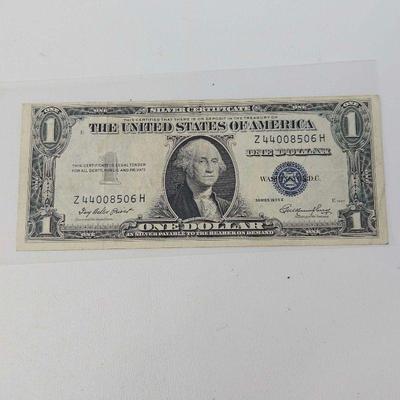 SILVER CERTIFICATE
THIS CERTIFIES THAT THERE IS ON DEPOSIT IN THE TREASURY OF
THE UNITED STATES OF AMERICA
Z 44008506 H
ONE DOLLAR
THIS CERTIFICATE IS LEGAL TENDER
FOR ALL DEBTS, PUBLIC AND PRIVATE
WASHINGTON, D.C.
Z 44008506 H
SERIES 1935 E
ONE DOLLAR
IN SILVER PAYABLE TO THE BEARER ON DEMAND
1
1
1
1